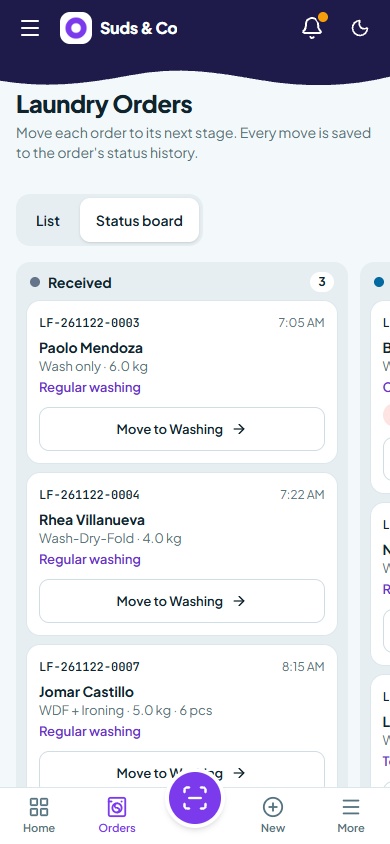 Suds & Co
Laundry Orders
Move each order to its next stage. Every move is saved
to the order's status history.
List
Status board
Received
3
LF-261122-0003
7:05 AM
Paolo Mendoza
Wash only · 6.0 kg
Regular washing
Move to Washing
LF-261122-0004
7:22 AM
Rhea Villanueva
Wash-Dry-Fold · 4.0 kg
Regular washing
Move to Washing
LF-261122-0007
8:15 AM
Jomar Castillo
WDF + Ironing · 5.0 kg · 6 pcs
Regular washing
Move to Washing
Home
Orders
New
More